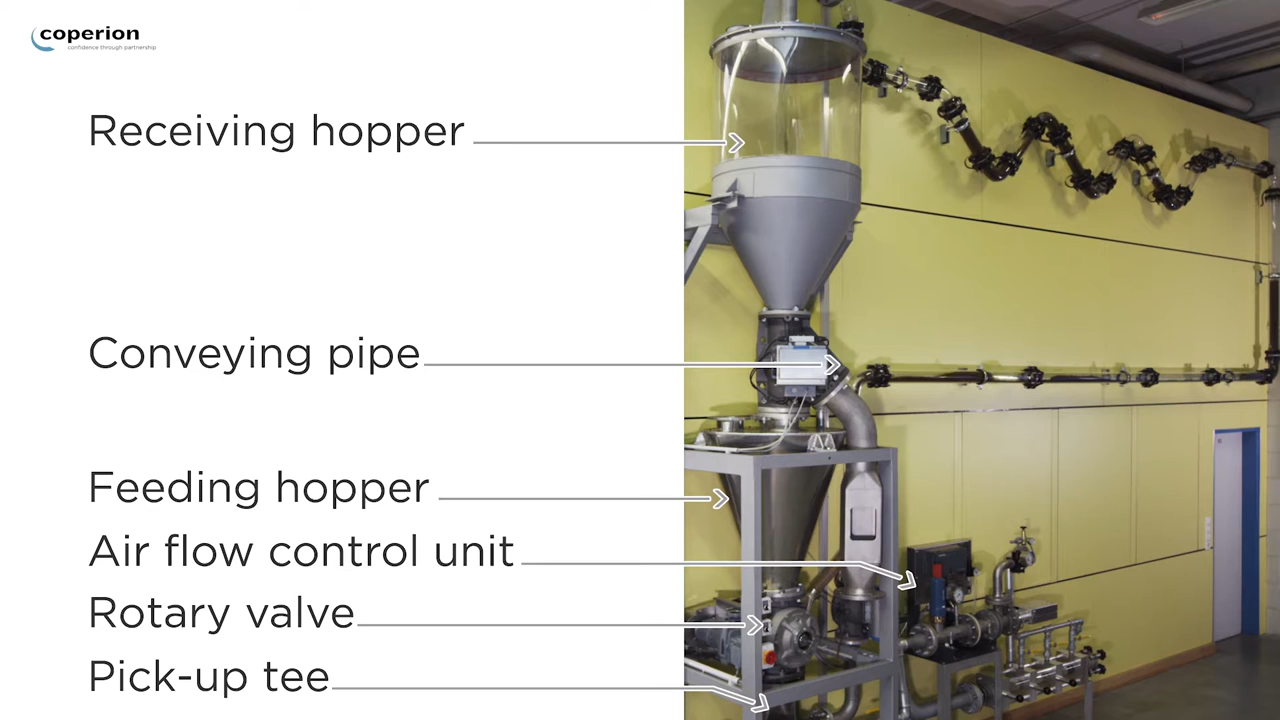 coperion
confidence through partnership
Receiving hopper
Conveying pipe
Feeding hopper
Air flow control unit
Rotary valve
Pick-up tee